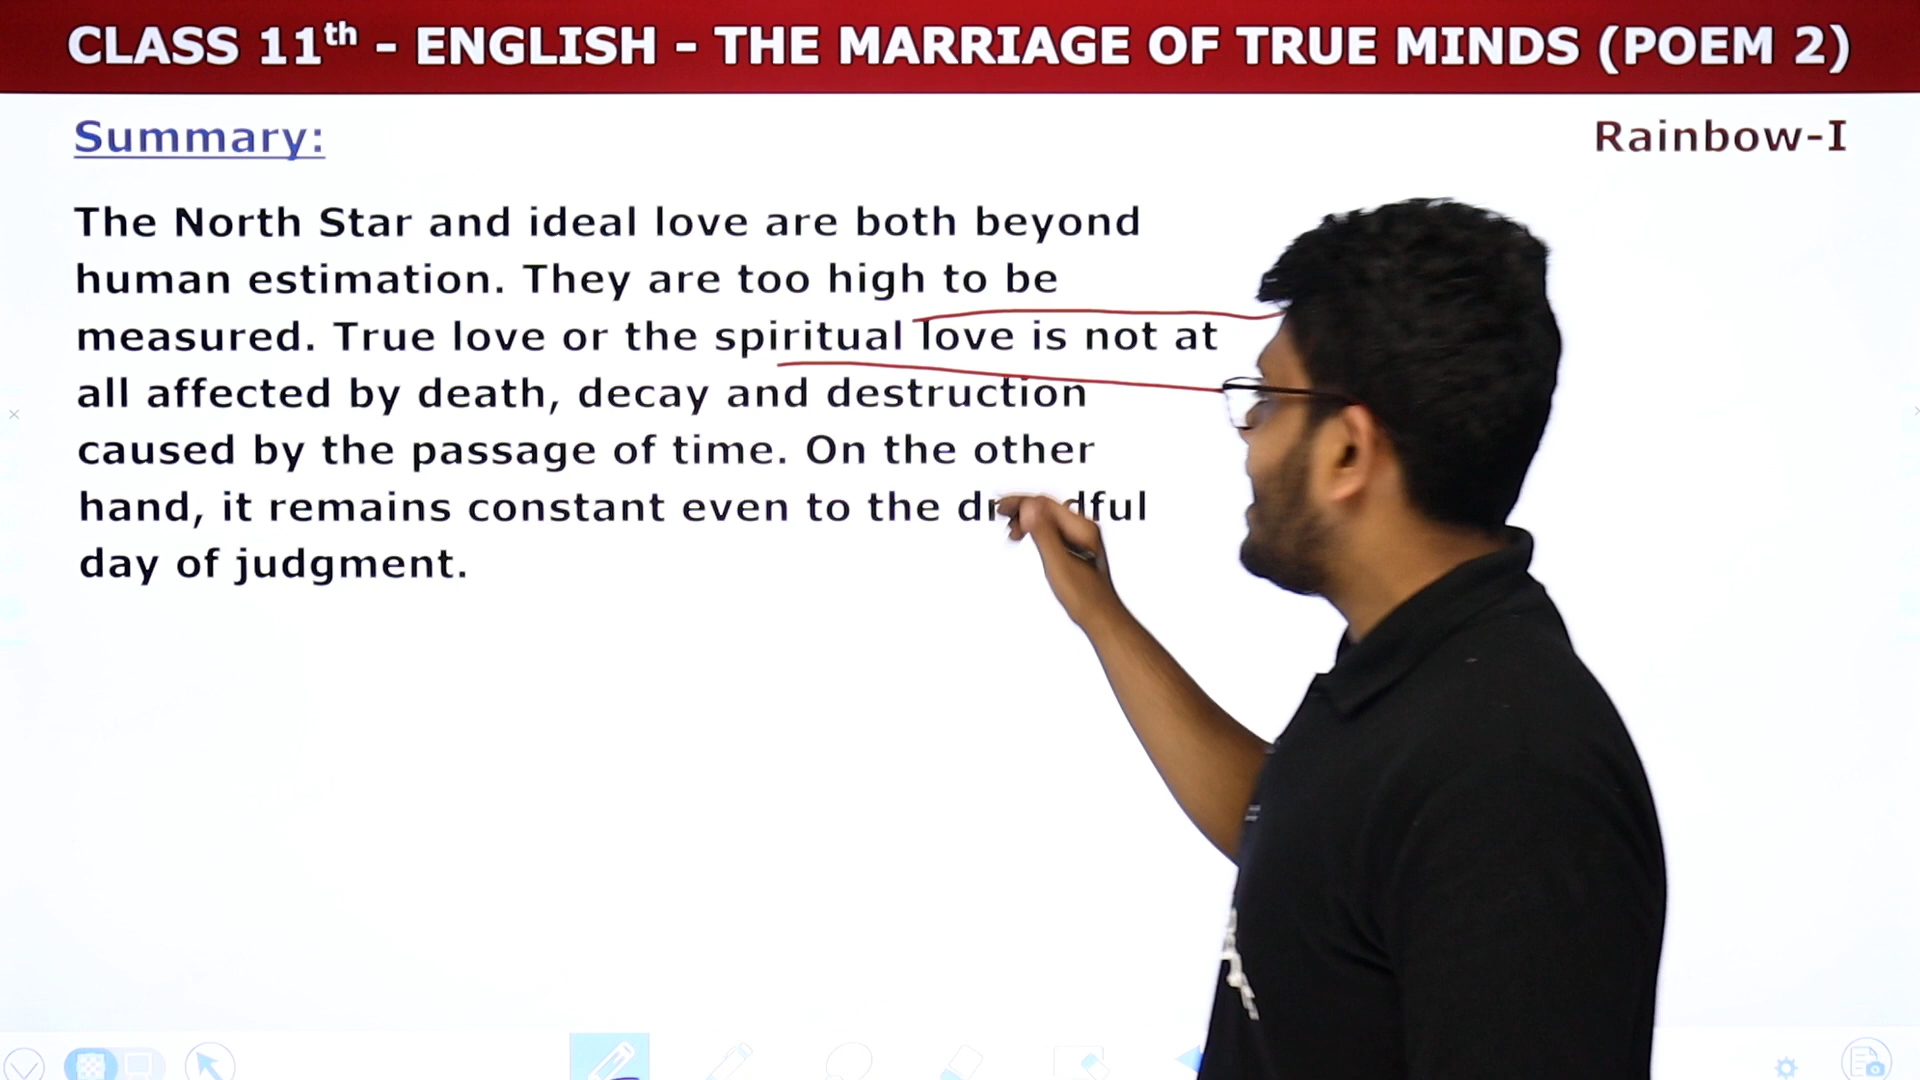 CLASS 11th - ENGLISH - THE MARRIAGE OF TRUE MINDS (POEM 2)
Summary:
Rainbow-I
The North Star and ideal love are both beyond
human estimation. They are too high to be
measured. True love or the spiritual love is not at
all affected by death, decay and destruction
caused by the passage of time. On the other
hand, it remains constant even to the
day of judgment.